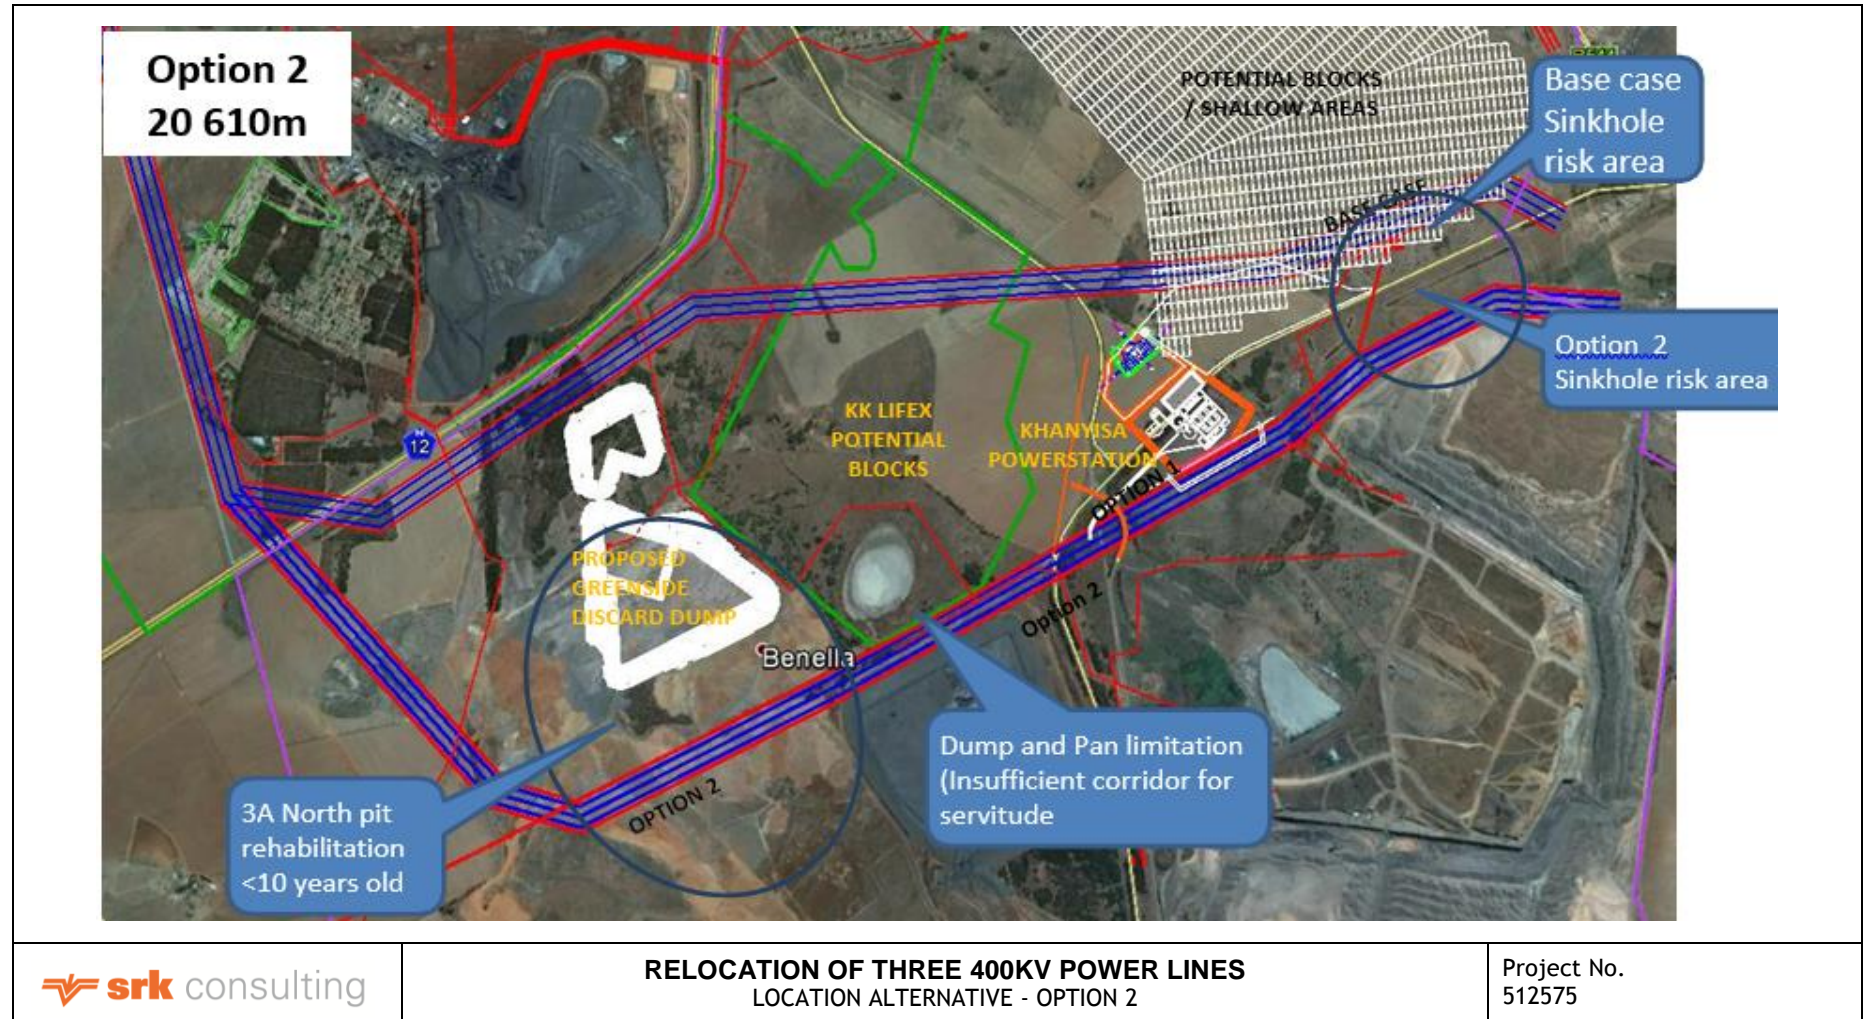 Option 2
20 610m
POTENTIAL BLOCKS
/ SHALLOW AREAS
Base case
Sinkhole
risk area
BASE CASE
Option 2
Sinkhole risk area
N
12
KK LIFEX
POTENTIAL
BLOCKS
KHANYISA
POWERSTATION
OPTION 1
PROPOSED
GREENSIDE
DISCARD DUMP
Option 2
Benella
Dump and Pan limitation
(Insufficient corridor for
servitude
OPTION 2
3A North pit
rehabilitation
<10 years old
srk consulting
RELOCATION OF THREE 400KV POWER LINES
LOCATION ALTERNATIVE - OPTION 2
Project No.
512575